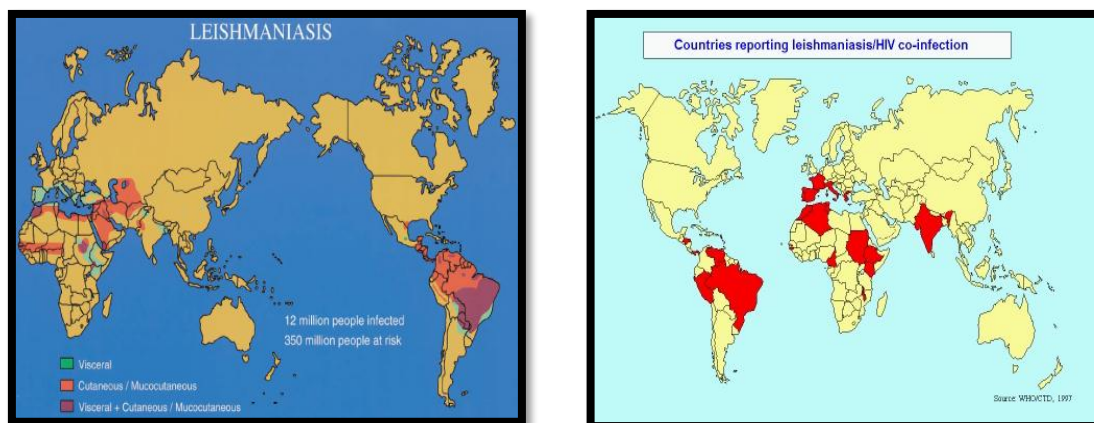 LEISHMANIASIS
12 million people infected
350 million people at risk
Visceral
Cutaneous / Mucocutaneous
Visceral + Cutaneous / Mucocutaneous
Countries reporting leishmaniasis/HIV co-infection
Source: WHO/CTD, 1997